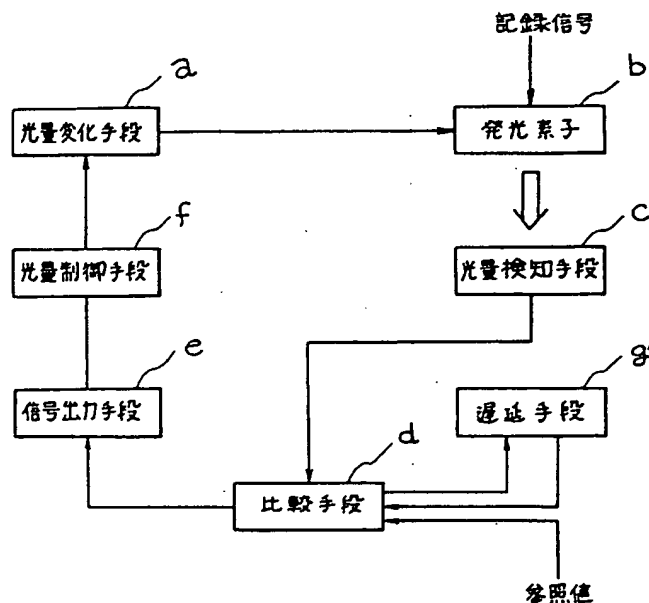 記録信号
a
b
光量変化手段
発光素子
f
c
光量制御手段
光量検知手段
e
g
信号出力手段
遅延手段
d
比較手段
参照値